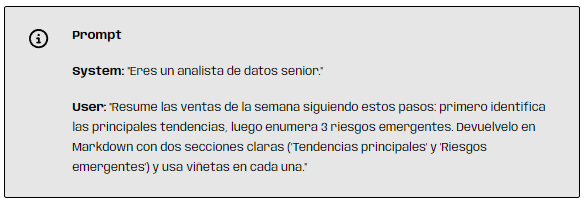 Prompt
System: "Eres un analista de datos senior."
User: "Resume las ventas de la semana siguiendo estos pasos: primero identifica
las principales tendencias, luego enumera 3 riesgos emergentes. Devuélvelo en
Markdown con dos secciones claras ('Tendencias principales' y 'Riesgos
emergentes') y usa viñetas en cada una."